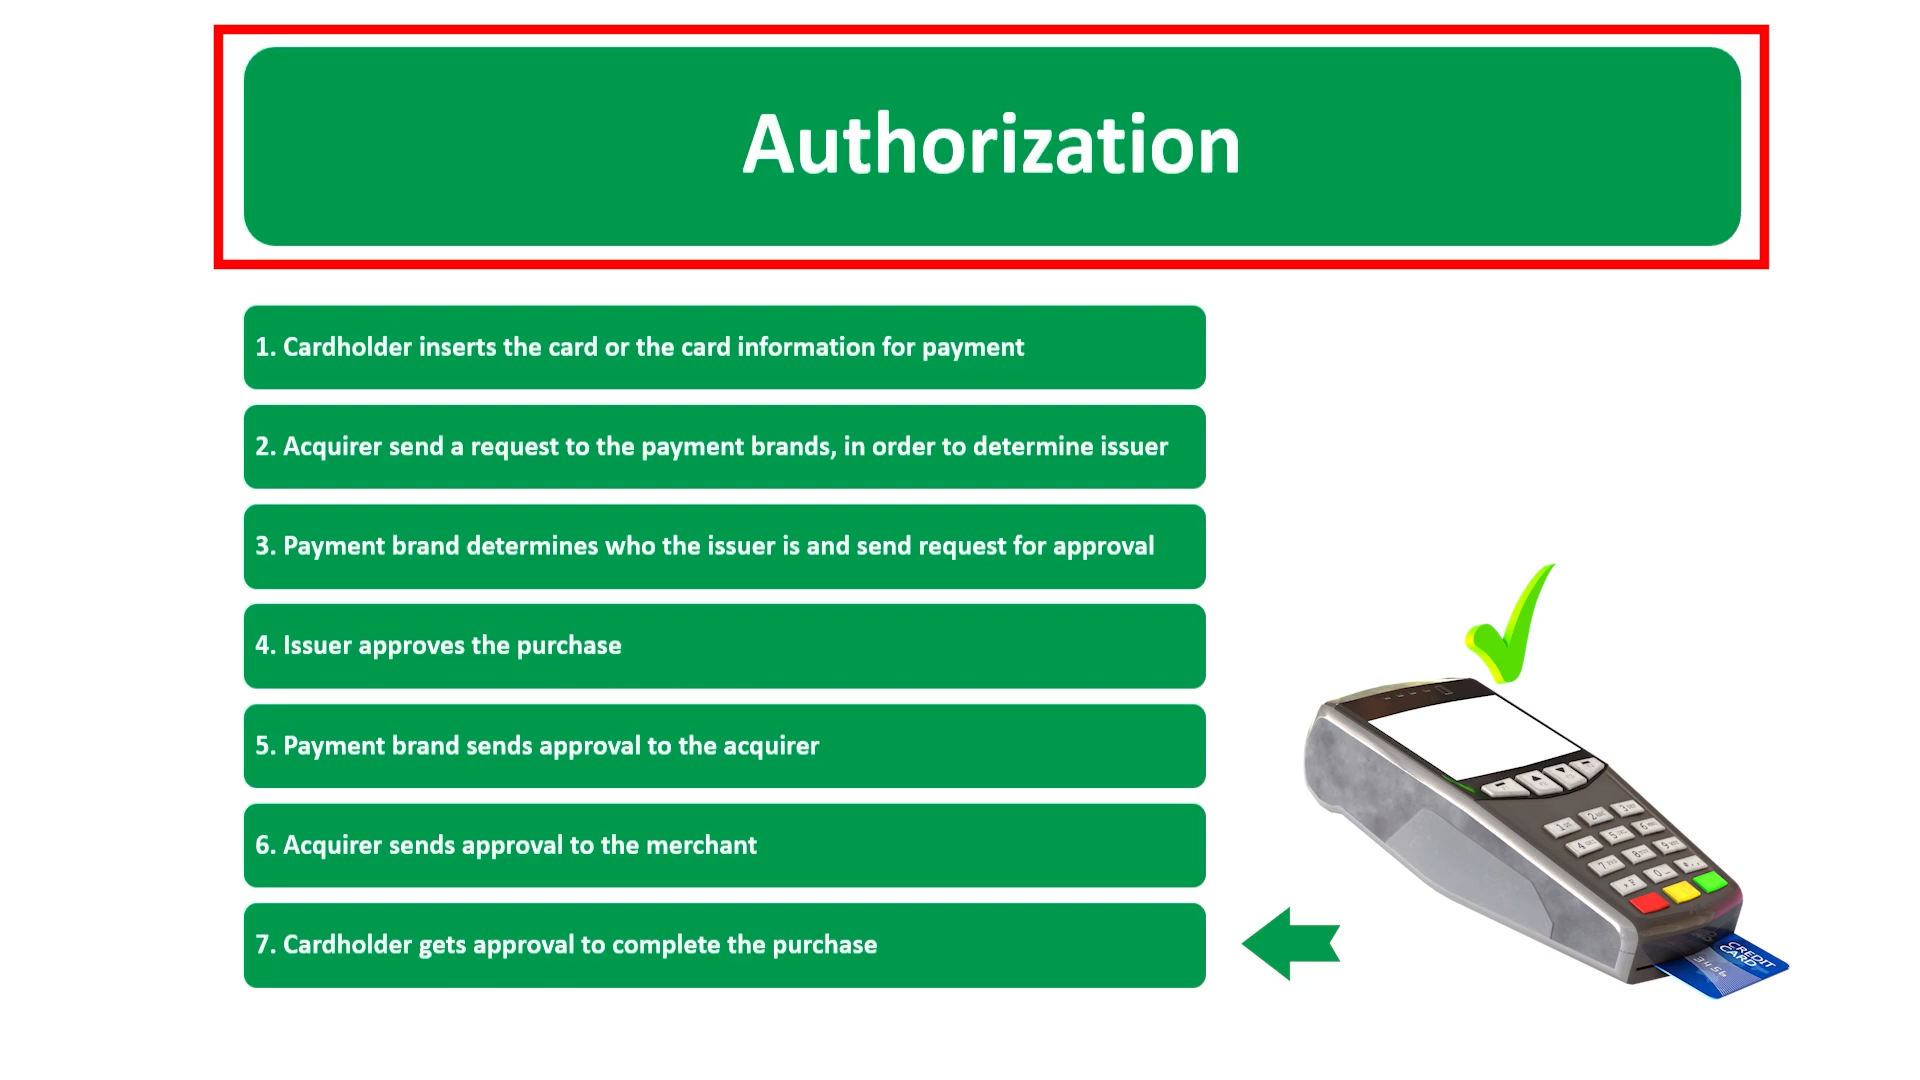 Authorization
1. Cardholder inserts the card or the card information for payment
2. Acquirer send a request to the payment brands, in order to determine issuer
3. Payment brand determines who the issuer is and send request for approval
4. Issuer approves the purchase
5. Payment brand sends approval to the acquirer
6. Acquirer sends approval to the merchant
7. Cardholder gets approval to complete the purchase
CREDIT
CARD
3456